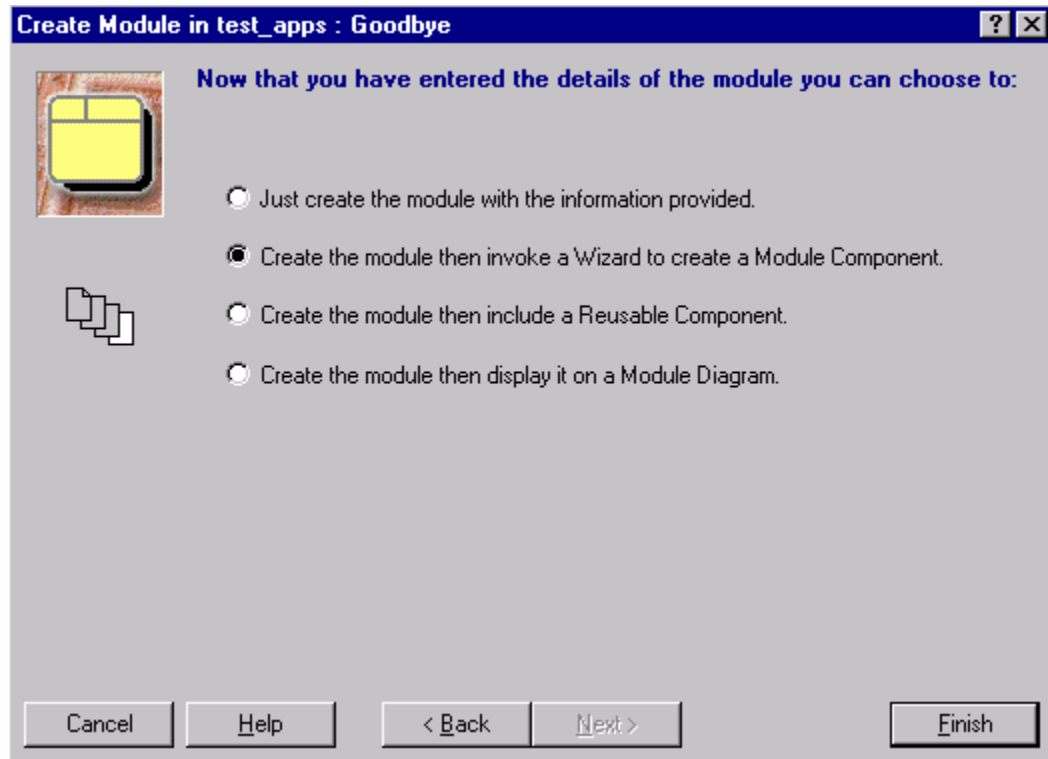 Create Module in test_apps : Goodbye
Now that you have entered the details of the module you can choose to:
Just create the module with the information provided.
Create the module then invoke a Wizard to create a Module Component.
Create the module then include a Reusable Component.
Create the module then display it on a Module Diagram.
Cancel Help < Back Next > Finish